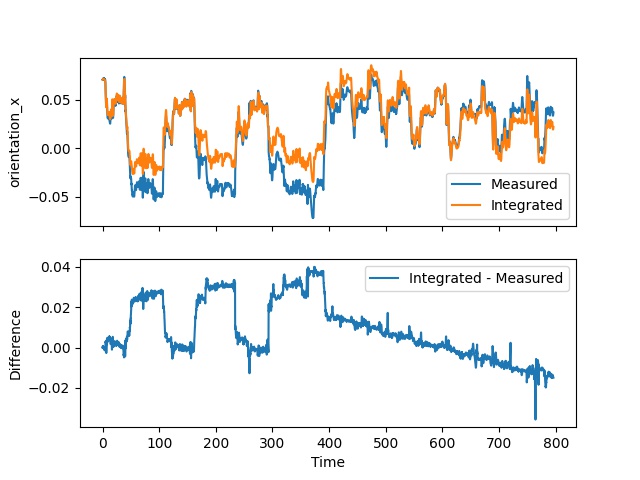 orientation_x
0.05
0.00
−0.05
Measured
Integrated
Difference
0.04
0.02
0.00
−0.02
Integrated - Measured
0 100 200 300 400 500 600 700 800
Time